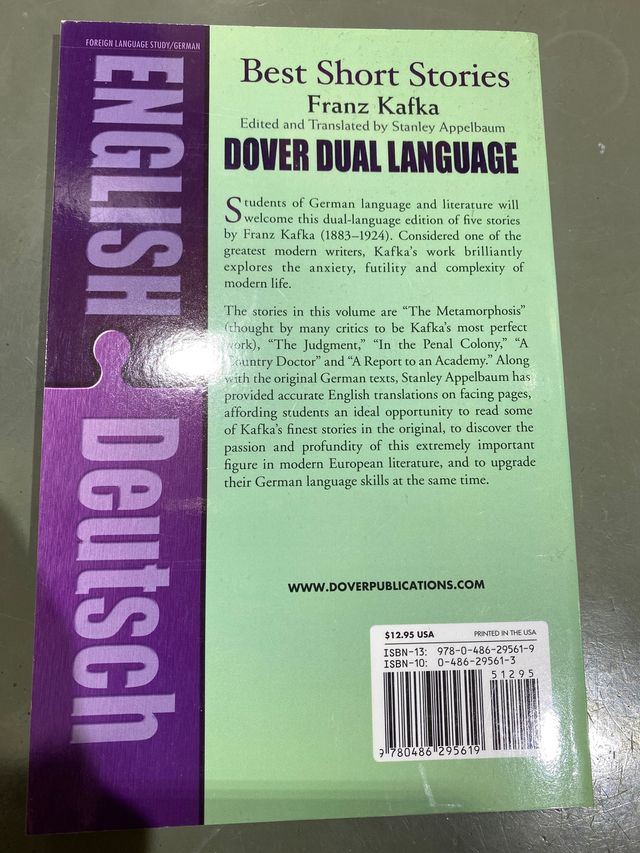 FOREIGN LANGUAGE STUDY/GERMAN
ENGLISH
Deutsch
Best Short Stories
Franz Kafka
Edited and Translated by Stanley Appelbaum
DOVER DUAL LANGUAGE
Students of German language and literature will
welcome this dual-language edition of five stories
by Franz Kafka (1883–1924). Considered one of the
greatest modern writers, Kafka's work brilliantly
explores the anxiety, futility and complexity of
modern life.
The stories in this volume are “The Metamorphosis”
(thought by many critics to be Kafka's most perfect
work), “The Judgment,” “In the Penal Colony,” “A
Country Doctor” and “A Report to an Academy.” Along
with the original German texts, Stanley Appelbaum has
provided accurate English translations on facing pages,
affording students an ideal opportunity to read some
of Kafka's finest stories in the original, to discover the
passion and profundity of this extremely important
figure in modern European literature, and to upgrade
their German language skills at the same time.
WWW.DOVERPUBLICATIONS.COM
$12.95 USA PRINTED IN THE USA
ISBN-13: 978-0-486-29561-9
ISBN-10: 0-486-29561-3
51295
9 780486 295619